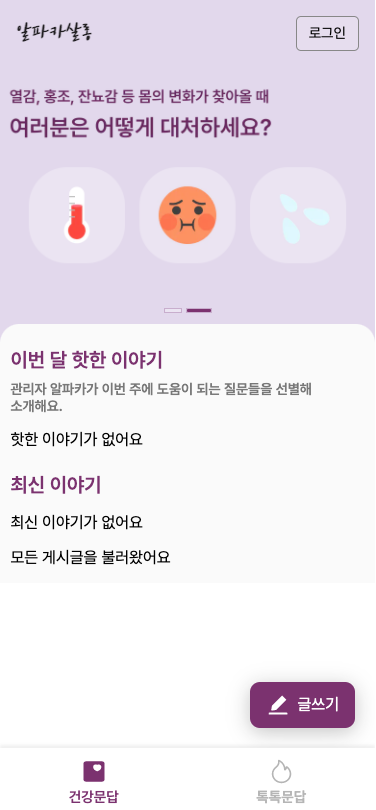 알파카살롱
로그인
열감, 홍조, 잔뇨감 등 몸의 변화가 찾아올 때
여러분은 어떻게 대처하세요?
이번 달 핫한 이야기
관리자 알파카가 이번 주에 도움이 되는 질문들을 선별해
소개해요.
핫한 이야기가 없어요
최신 이야기
최신 이야기가 없어요
모든 게시글을 불러왔어요
글쓰기
건강문답
톡톡문답